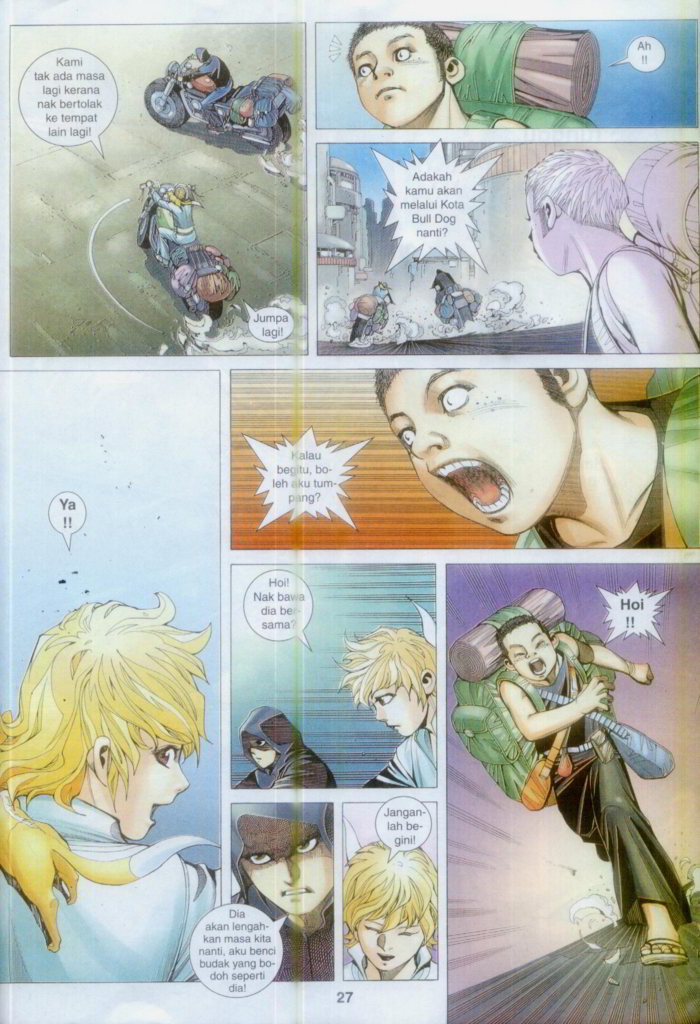 Kami
tak ada masa
lagi kerana
nak bertolak
ke tempat
lain lagi!
Jumpa
lagi!
Ah
!!
Adakah
kamu akan
melalui Kota
Bull Dog
nanti?
Kalau
begitu, bo-
leh aku tum-
pang?
Ya
!!
Hoi!
Nak bawa
dia ber-
sama?
Hoi
!!
Dia
akan lengah-
kan masa kita
nanti, aku benci
budak yang bo-
doh seperti
dia!
Jangan-
lah be-
gini!
27